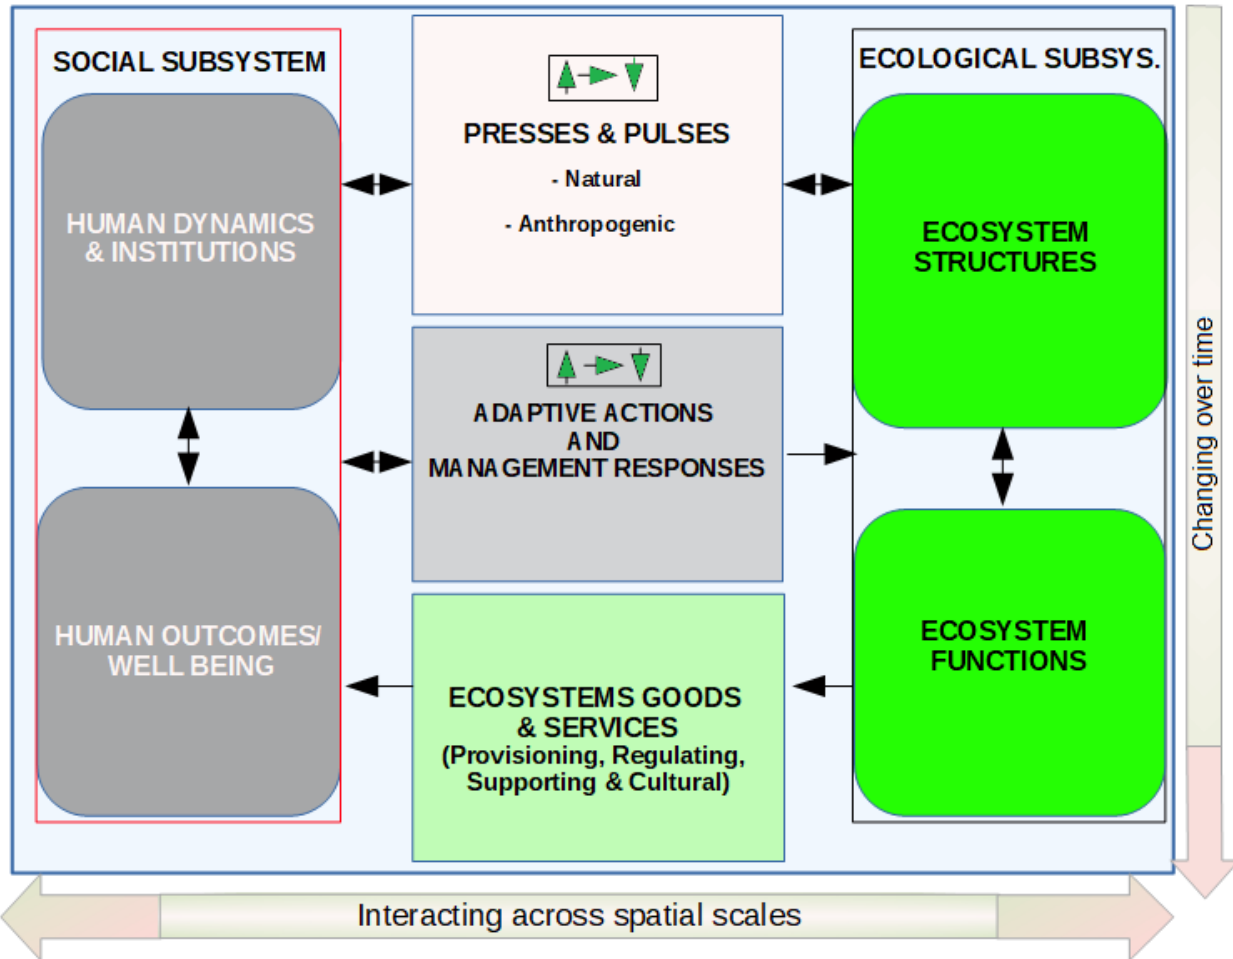 SOCIAL SUBSYSTEM
HUMAN DYNAMICS
& INSTITUTIONS
HUMAN OUTCOMES/
WELL BEING
PRESSES & PULSES
- Natural
- Anthropogenic
ADAPTIVE ACTIONS
AND
MANAGEMENT RESPONSES
ECOSYSTEMS GOODS
& SERVICES
(Provisioning, Regulating,
Supporting & Cultural)
ECOLOGICAL SUBSYS.
ECOSYSTEM
STRUCTURES
ECOSYSTEM
FUNCTIONS
Changing over time
Interacting across spatial scales